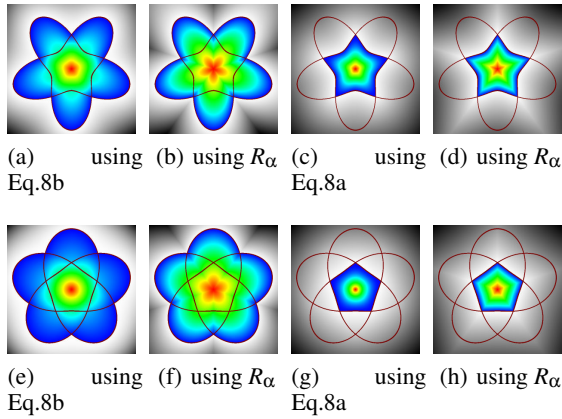 (a) using (b) using Rα (c) using (d) using Rα
Eq.8b Eq.8a
(e) using (f) using Rα (g) using (h) using Rα
Eq.8b Eq.8a